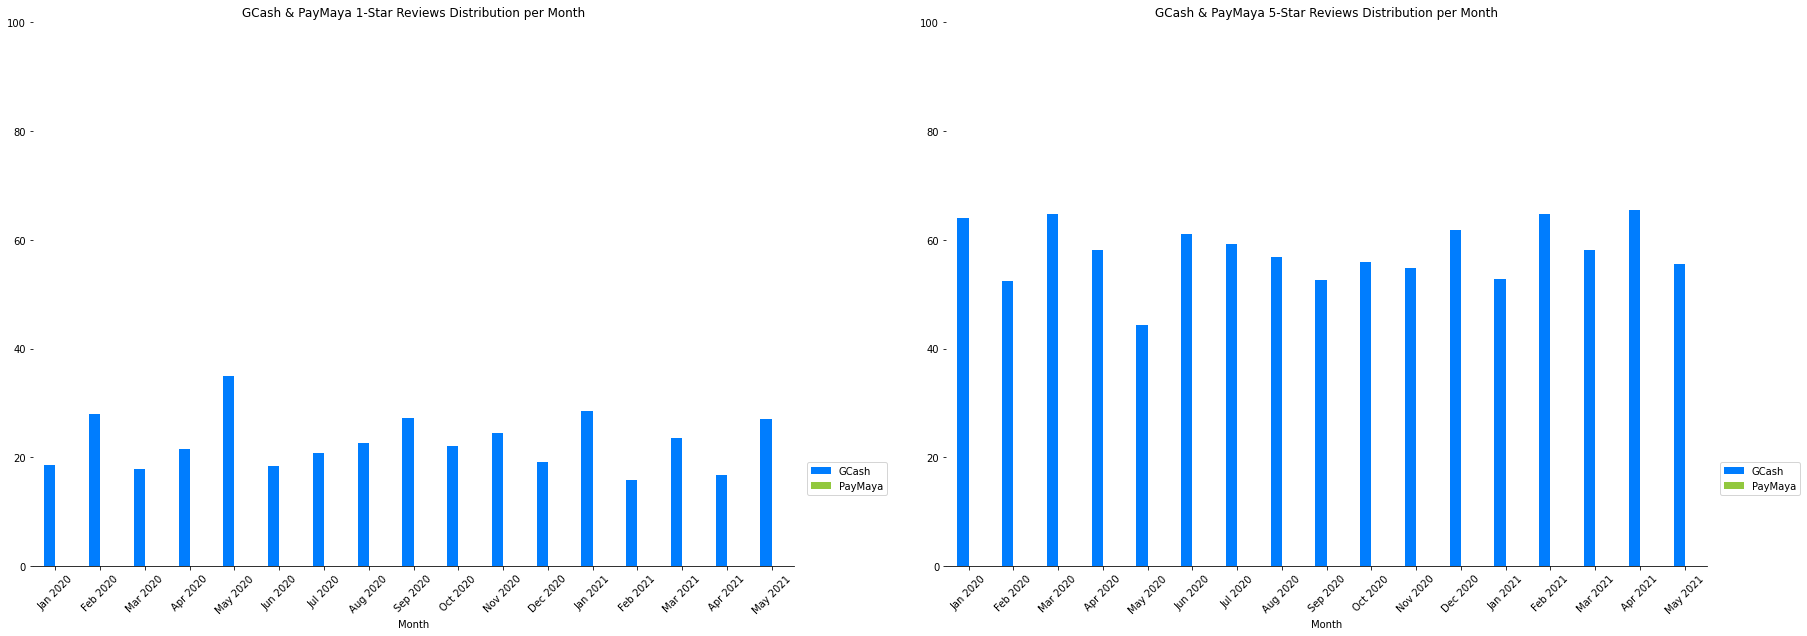 GCash & PayMaya 1-Star Reviews Distribution per Month
100
80
60
40
20
0
Jan 2020
Feb 2020
Mar 2020
Apr 2020
May 2020
Jun 2020
Jul 2020
Aug 2020
Sep 2020
Oct 2020
Nov 2020
Dec 2020
Jan 2021
Feb 2021
Mar 2021
Apr 2021
May 2021
Month
GCash
PayMaya
GCash & PayMaya 5-Star Reviews Distribution per Month
100
80
60
40
20
0
Jan 2020
Feb 2020
Mar 2020
Apr 2020
May 2020
Jun 2020
Jul 2020
Aug 2020
Sep 2020
Oct 2020
Nov 2020
Dec 2020
Jan 2021
Feb 2021
Mar 2021
Apr 2021
May 2021
Month
GCash
PayMaya